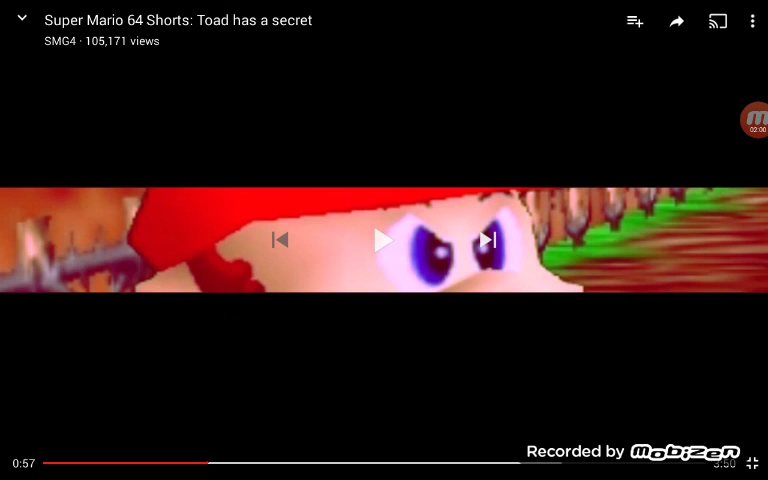 Super Mario 64 Shorts: Toad has a secret
SMG4 · 105,171 views
02:00
0:57
Recorded by Mobizen
3:50